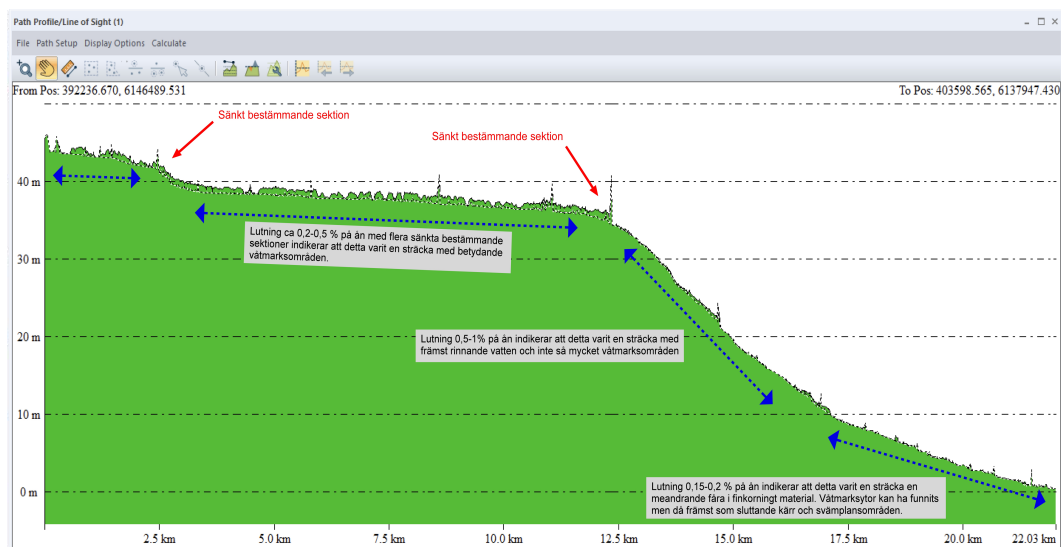 Path Profile/Line of Sight (1)
File Path Setup Display Options Calculate
From Pos: 392236.670, 6146489.531
To Pos: 403598.565, 6137947.430
Sänkt bestämmande sektion
Sänkt bestämmande sektion
40 m
Lutning ca 0,2-0,5 % på ån med flera sänkta bestämmande
sektioner indikerar att detta varit en sträcka med betydande
våtmarksområden.
30 m
20 m
Lutning 0,5-1% på ån indikerar att detta varit en sträcka med
främst rinnande vatten och inte så mycket våtmarksområden
10 m
0 m
Lutning 0,15-0,2 % på ån indikerar att detta varit en sträcka en
meandrande fåra i finkorningt material. Våtmarksytor kan ha funnits
men då främst som sluttande kärr och svämplansområden.
2.5 km
5.0 km
7.5 km
10.0 km
12.5 km
15.0 km
17.5 km
20.0 km
22.03 km